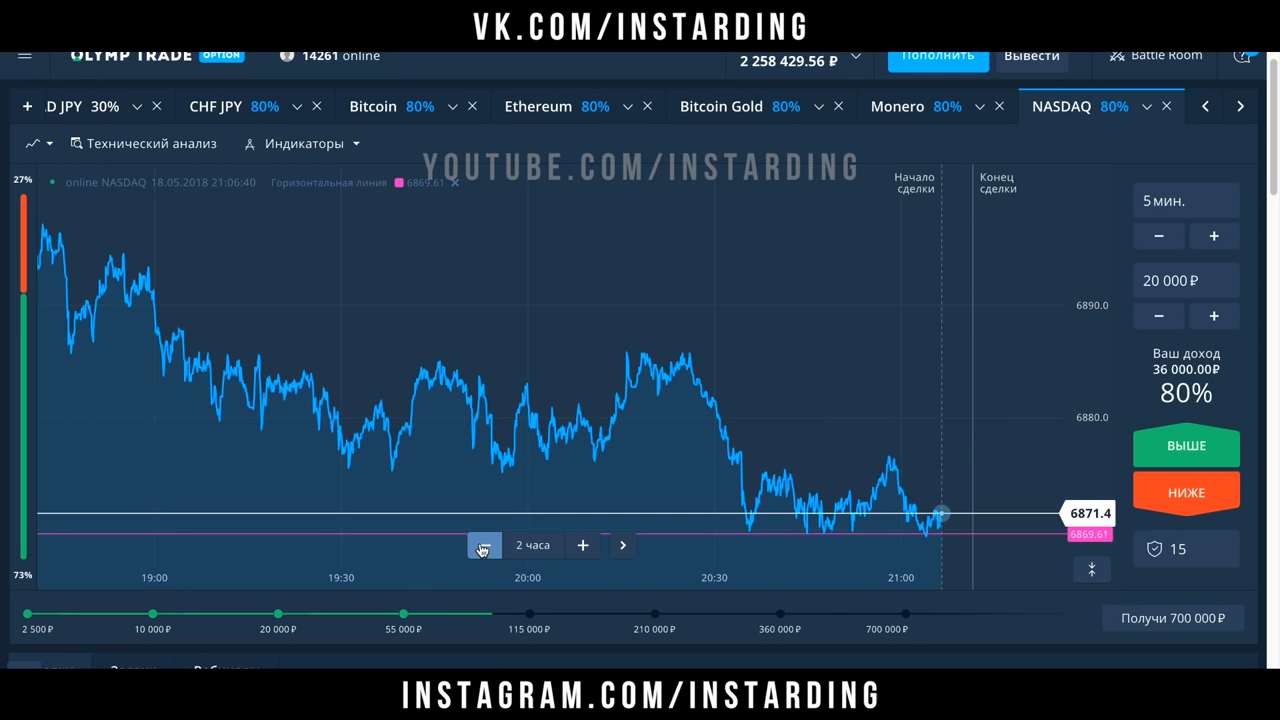 VK.COM/INSTARDING
OLYMP TRADE OPTION 14261 online 2 258 429.56 ₽ Пополнить Вывести Battle Room
+ D JPY 30% CHF JPY 80% Bitcoin 80% Ethereum 80% Bitcoin Gold 80% Monero 80% NASDAQ 80%
Технический анализ Индикаторы
YOUTUBE.COM/INSTARDING
27% online NASDAQ 18.05.2018 21:06:40 Горизонтальная линия 6869.61
Начало сделки
Конец сделки
5 мин.
− +
6890.0
20 000 ₽
− +
Ваш доход
36 000.00₽
80%
6880.0
ВЫШЕ
НИЖЕ
6871.4
6869.61
− 2 часа +
15
73% 19:00 19:30 20:00 20:30 21:00
2 500 ₽ 10 000 ₽ 20 000 ₽ 55 000 ₽ 115 000 ₽ 210 000 ₽ 360 000 ₽ 700 000 ₽
Получи 700 000 ₽
INSTAGRAM.COM/INSTARDING